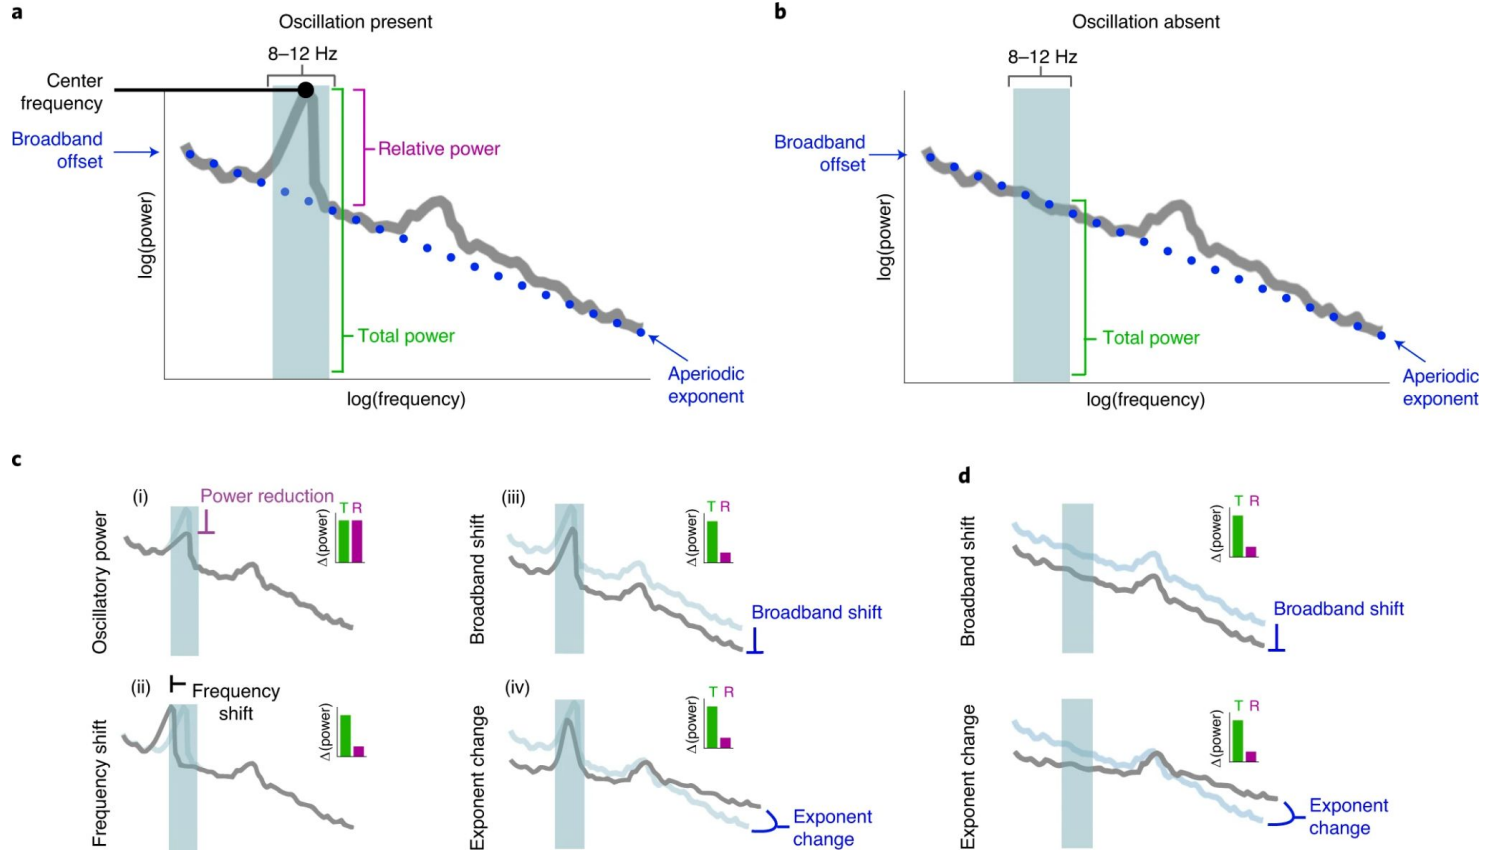 a
Oscillation present
8–12 Hz
Center
frequency
Broadband
offset
Relative power
log(power)
Total power
Aperiodic
exponent
log(frequency)
b
Oscillation absent
8–12 Hz
Broadband
offset
log(power)
Total power
Aperiodic
exponent
log(frequency)
c
(i)
Power reduction
T R
Δ(power)
Oscillatory power
(ii)
Frequency
shift
Δ(power)
Frequency shift
(iii)
T R
Δ(power)
Broadband shift
Broadband shift
(iv)
T R
Δ(power)
Exponent change
Exponent
change
d
T R
Δ(power)
Broadband shift
Broadband shift
T R
Δ(power)
Exponent change
Exponent
change